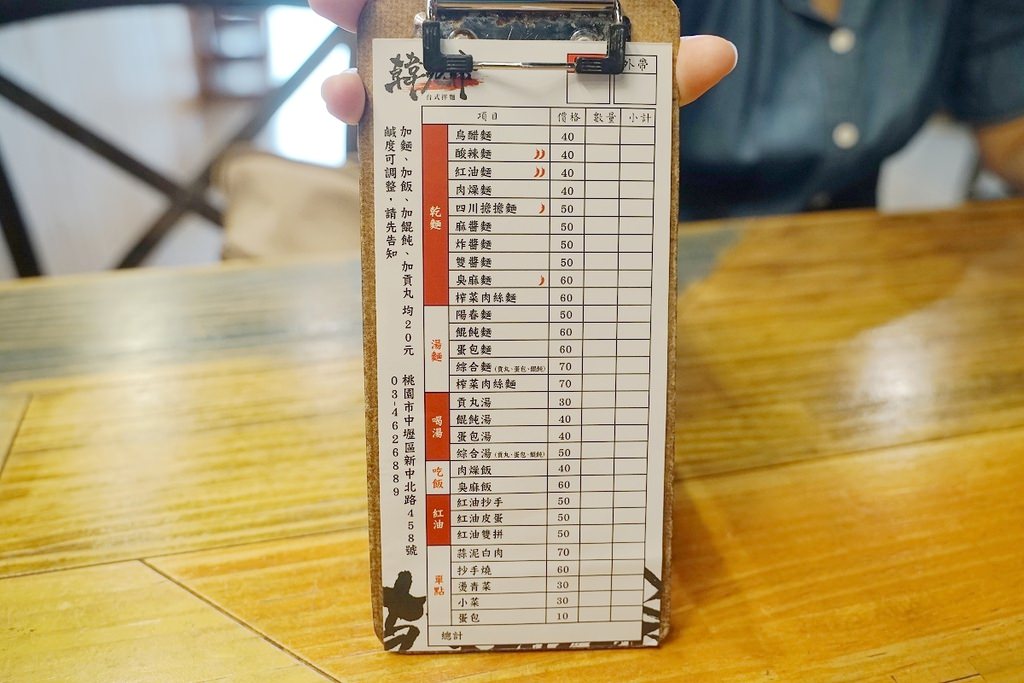 韓
台式拌麵
外帶
項目 價格 數量 小計
乾麵
烏醋麵 40
酸辣麵 40
紅油麵 40
肉燥麵 40
四川擔擔麵 50
麻醬麵 50
炸醬麵 50
雙醬麵 50
臭麻麵 60
榨菜肉絲麵 60
湯麵
陽春麵 50
餛飩麵 60
蛋包麵 60
綜合麵(貢丸、蛋包、餛飩) 70
榨菜肉絲麵 70
喝湯
貢丸湯 30
餛飩湯 40
蛋包湯 40
綜合湯(貢丸、蛋包、餛飩) 50
吃飯
肉燥飯 40
臭麻飯 60
紅油
紅油抄手 50
紅油皮蛋 50
紅油雙拼 50
單點
蒜泥白肉 70
抄手燒 60
燙青菜 30
小菜 30
蛋包 10
總計
加麵、加飯、加餛飩、加貢丸 均20元
鹹度可調整，請先告知
桃園市中壢區新中北路458號
03-4626889